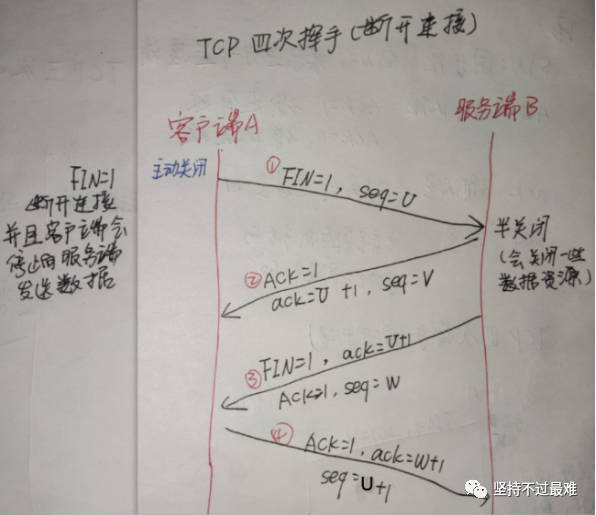 TCP 四次挥手(断开连接)
客户端A
服务端B
主动关闭
FIN=1
断开连接
并且客户端会
停止向服务端
发送数据
① FIN=1, seq=U
半关闭
(会关闭一些
数据资源)
② ACK=1
ack=U+1, seq=V
③ FIN=1, ack=U+1
ACK=1, seq=W
④ ACK=1, ack=W+1
seq=U+1
坚持不过最难